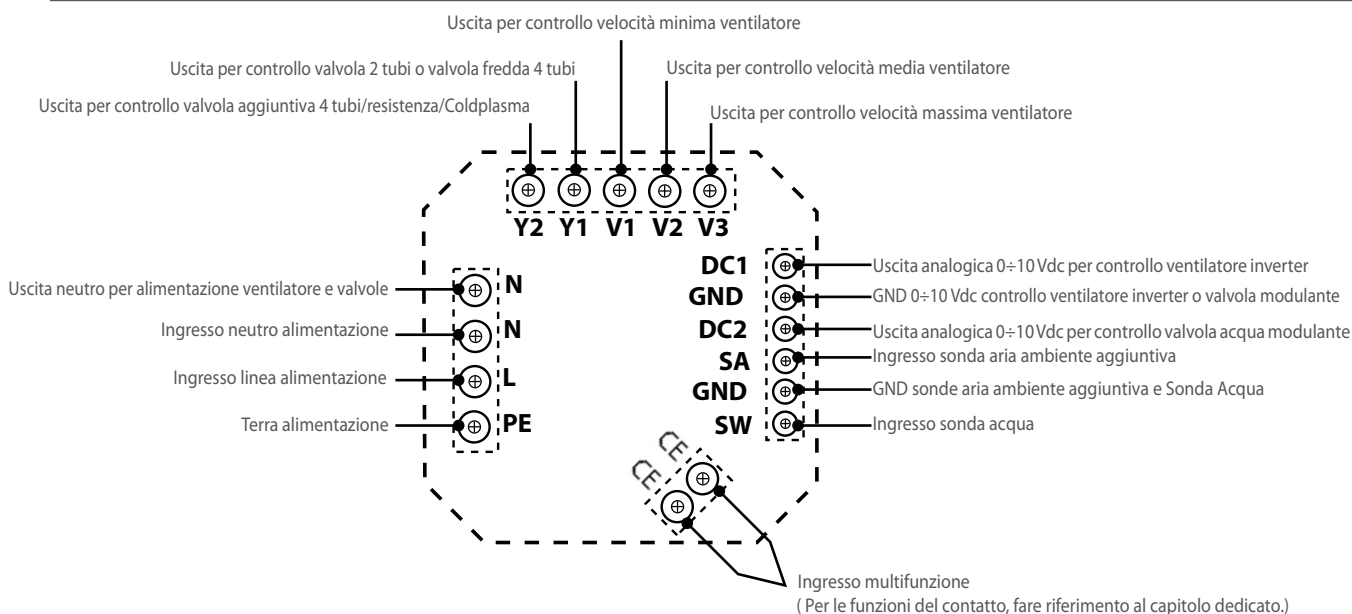 Uscita per controllo velocità minima ventilatore
Uscita per controllo valvola 2 tubi o valvola fredda 4 tubi
Uscita per controllo velocità media ventilatore
Uscita per controllo valvola aggiuntiva 4 tubi/resistenza/Coldplasma
Uscita per controllo velocità massima ventilatore
Y2 Y1 V1 V2 V3
Uscita neutro per alimentazione ventilatore e valvole
N
Ingresso neutro alimentazione
N
Ingresso linea alimentazione
L
Terra alimentazione
PE
DC1
Uscita analogica 0÷10 Vdc per controllo ventilatore inverter
GND
GND 0÷10 Vdc controllo ventilatore inverter o valvola modulante
DC2
Uscita analogica 0÷10 Vdc per controllo valvola acqua modulante
SA
Ingresso sonda aria ambiente aggiuntiva
GND
GND sonde aria ambiente aggiuntiva e Sonda Acqua
SW
Ingresso sonda acqua
CE
CE
Ingresso multifunzione
( Per le funzioni del contatto, fare riferimento al capitolo dedicato.)